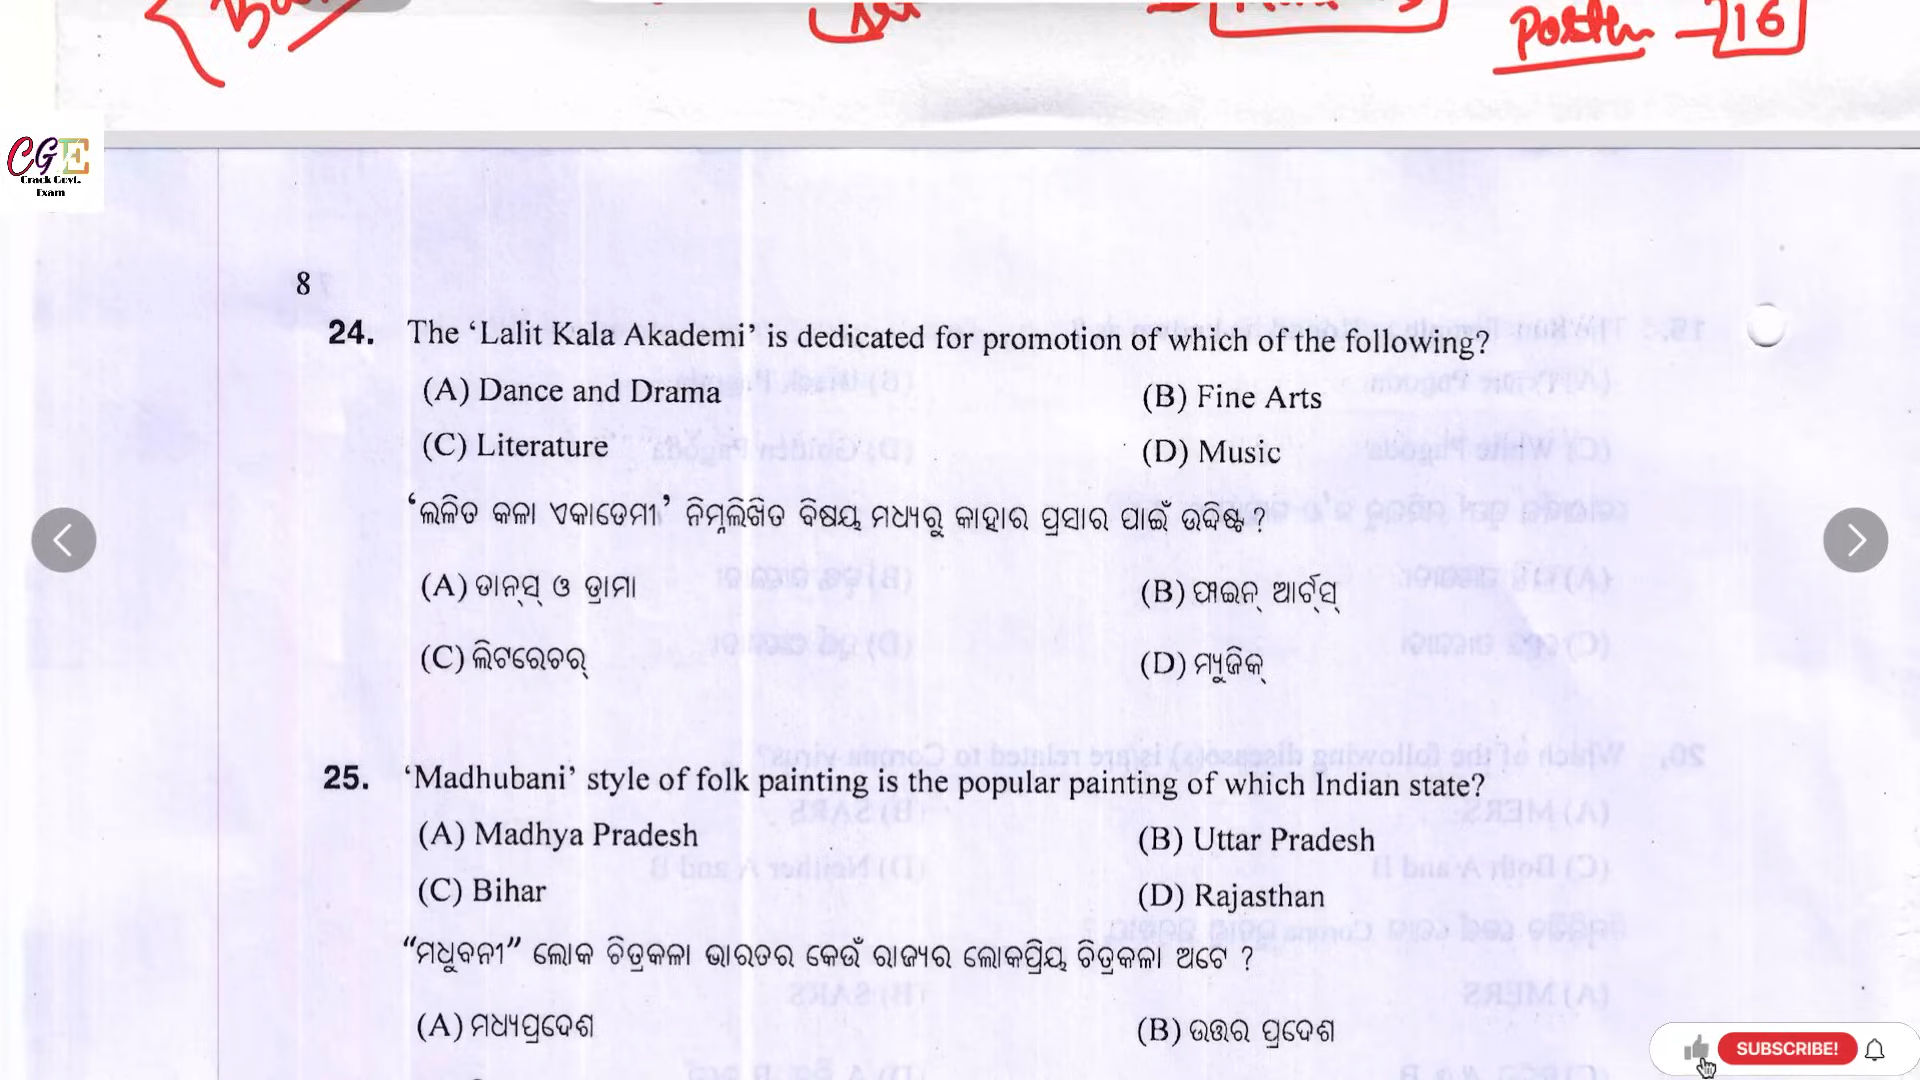 16
CGE
Crack Govt.
Exam
8
24. The ‘Lalit Kala Akademi’ is dedicated for promotion of which of the following?
(A) Dance and Drama (B) Fine Arts
(C) Literature (D) Music
‘ଲଳିତ କଳା ଏକାଡେମୀ’ ନିମ୍ନଲିଖିତ ବିଷୟ ମଧ୍ୟରୁ କାହାର ପ୍ରସାର ପାଇଁ ଉଦ୍ଦିଷ୍ଟ ?
(A) ଡାନ୍ସ୍ ଓ ଡ୍ରାମା (B) ଫାଇନ୍ ଆର୍ଟ୍ସ୍
(C) ଲିଟରେଚର୍ (D) ମ୍ୟୁଜିକ୍
25. ‘Madhubani’ style of folk painting is the popular painting of which Indian state?
(A) Madhya Pradesh (B) Uttar Pradesh
(C) Bihar (D) Rajasthan
“ମଧୁବନୀ” ଲୋକ ଚିତ୍ରକଳା ଭାରତର କେଉଁ ରାଜ୍ୟର ଲୋକପ୍ରିୟ ଚିତ୍ରକଳା ଅଟେ ?
(A) ମଧ୍ୟପ୍ରଦେଶ (B) ଉତ୍ତର ପ୍ରଦେଶ
SUBSCRIBE!